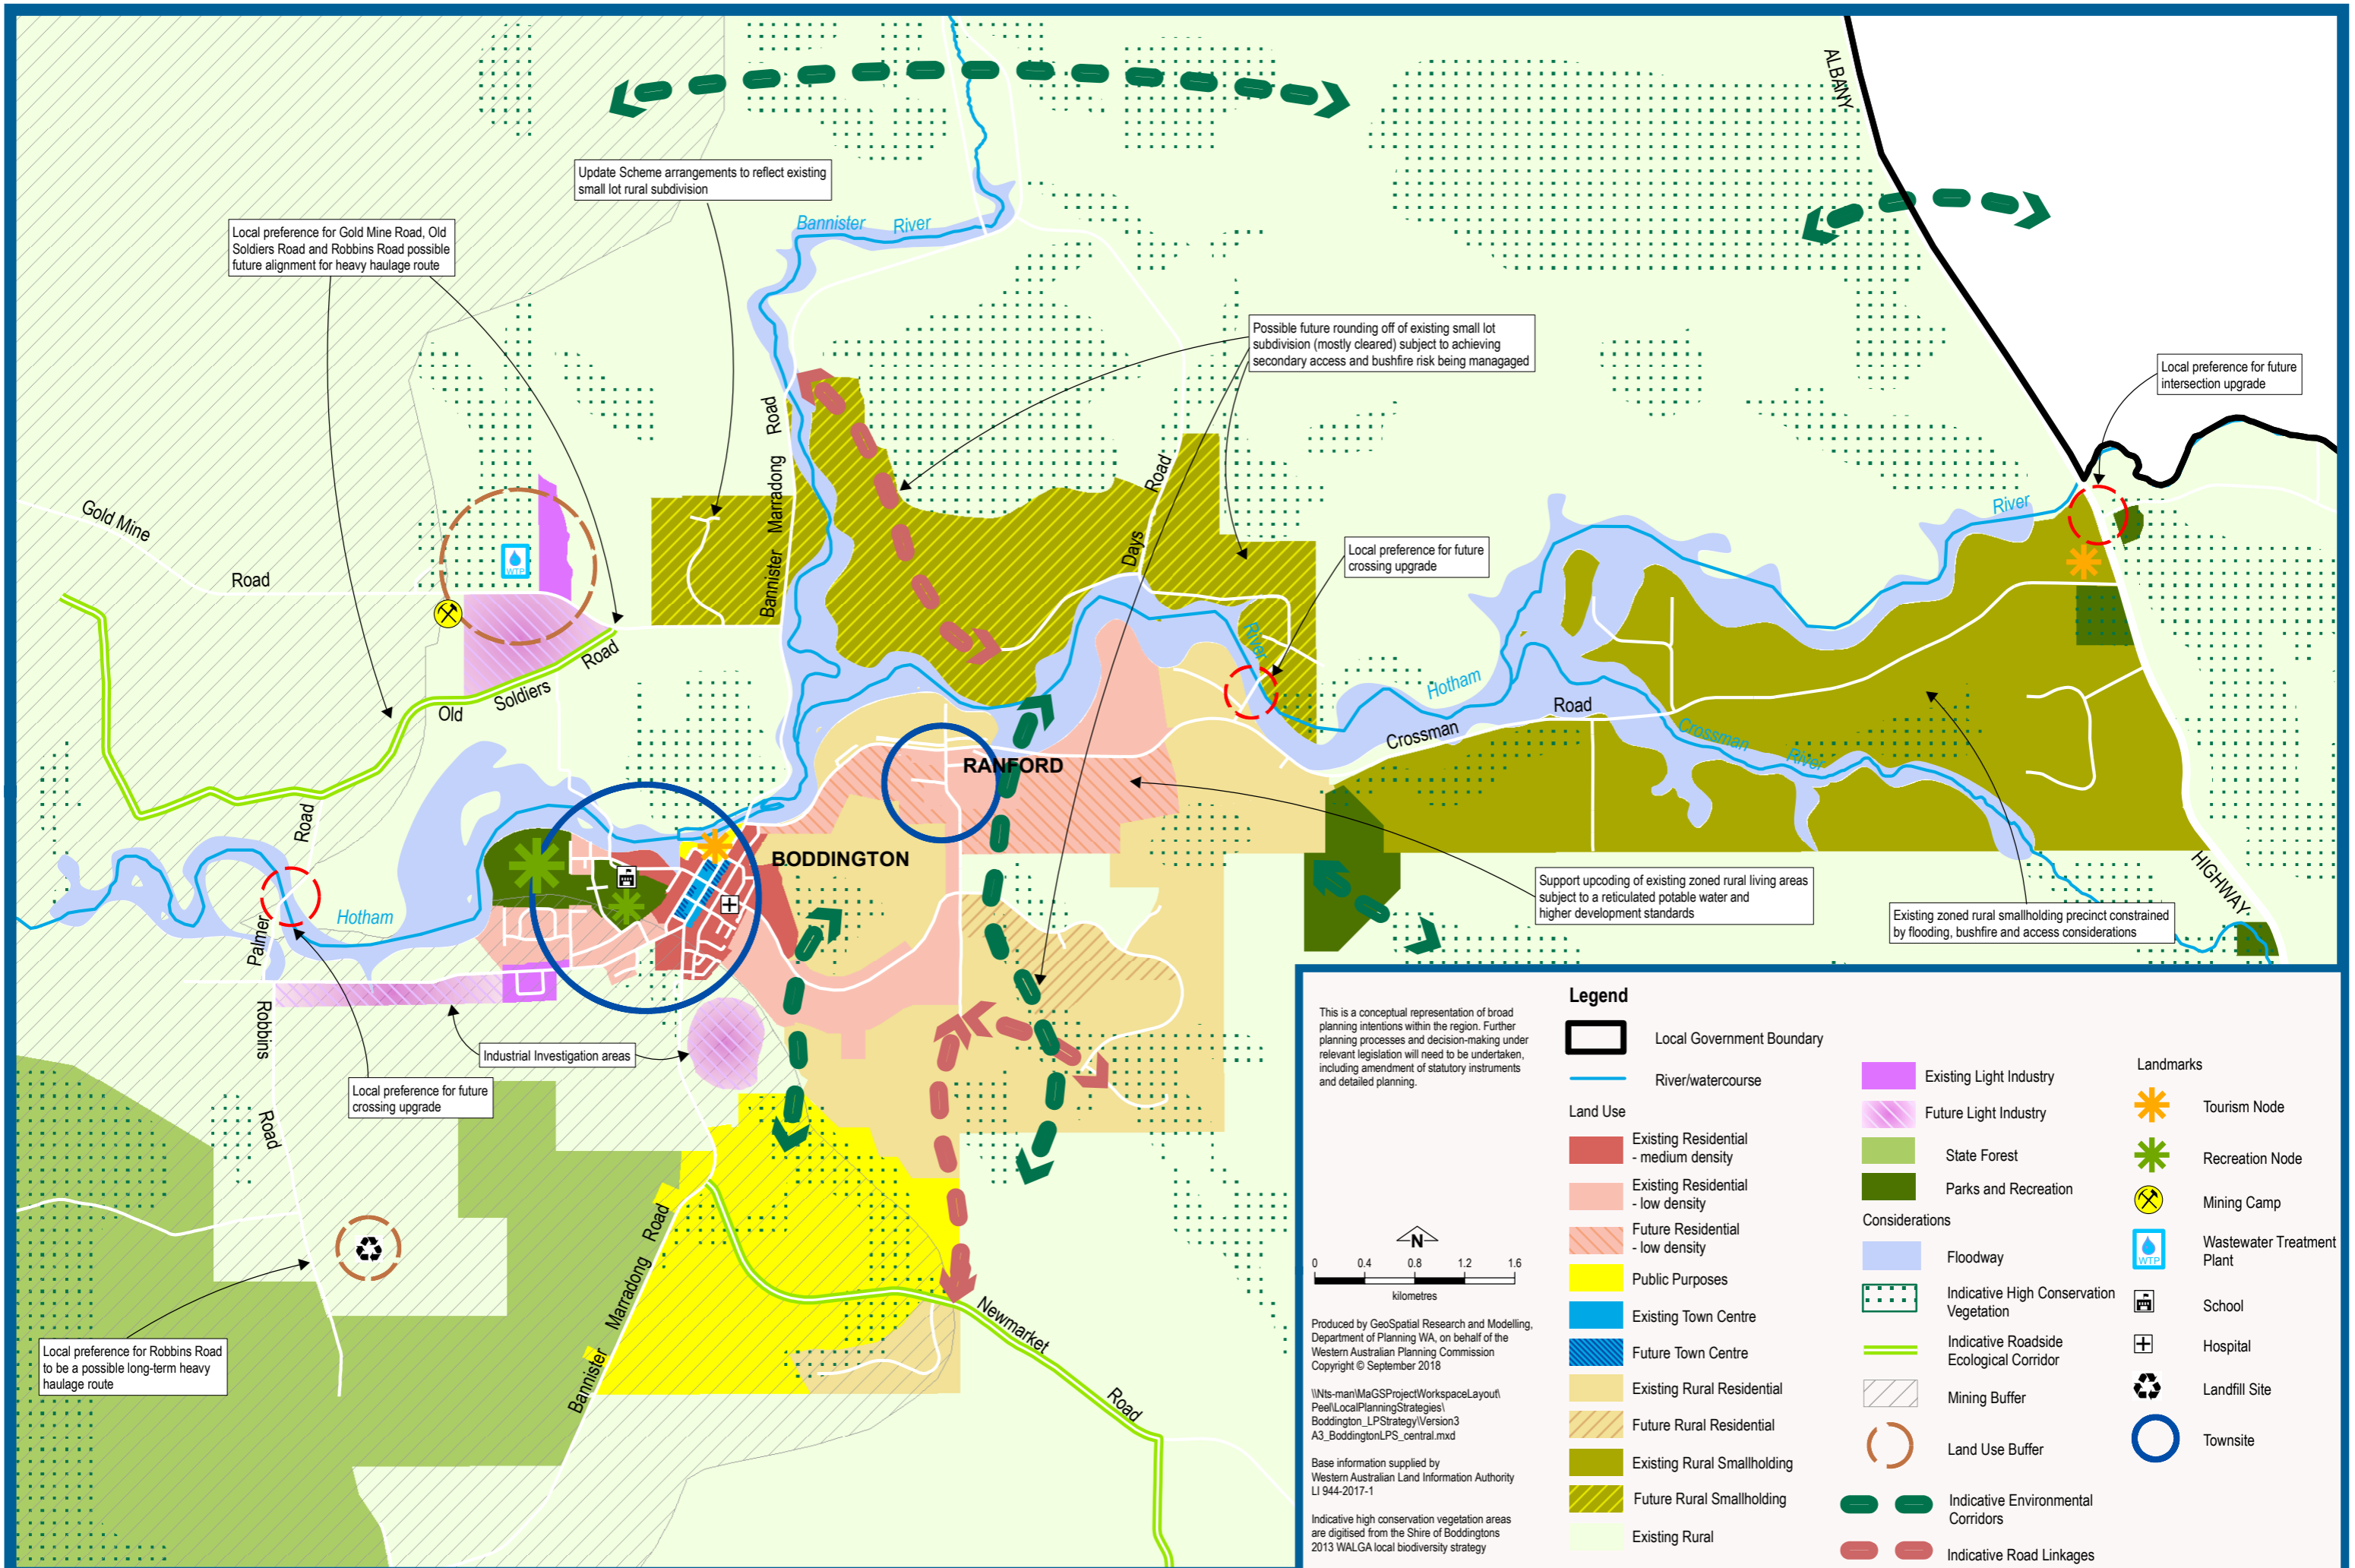 ALBANY
Update Scheme arrangements to reflect existing
small lot rural subdivision
Local preference for Gold Mine Road, Old
Soldiers Road and Robbins Road possible
future alignment for heavy haulage route
Bannister River
Possible future rounding off of existing small lot
subdivision (mostly cleared) subject to achieving
secondary access and bushfire risk being managaged
Local preference for future
intersection upgrade
Bannister Marradong Road
Days Road
River
Gold Mine
Road
WTP
Local preference for future
crossing upgrade
River
Hotham
Old Soldiers Road
Crossman Road
Crossman River
RANFORD
BODDINGTON
Road
Palmer
Hotham
HIGHWAY
Support upcoding of existing zoned rural living areas
subject to a reticulated potable water and
higher development standards
Existing zoned rural smallholding precinct constrained
by flooding, bushfire and access considerations
Robbins
Road
Industrial Investigation areas
Local preference for future
crossing upgrade
Bannister Marradong Road
Newmarket
Road
Local preference for Robbins Road
to be a possible long-term heavy
haulage route
This is a conceptual representation of broad
planning intentions within the region. Further
planning processes and decision-making under
relevant legislation will need to be undertaken,
including amendment of statutory instruments
and detailed planning.
N
0 0.4 0.8 1.2 1.6
kilometres
Produced by GeoSpatial Research and Modelling,
Department of Planning WA, on behalf of the
Western Australian Planning Commission
Copyright © September 2018
\\Nts-man\MaGSProjectWorkspaceLayout\
Peel\LocalPlanningStrategies\
Boddington_LPStrategy\Version3
A3_BoddingtonLPS_central.mxd
Base information supplied by
Western Australian Land Information Authority
LI 944-2017-1
Indicative high conservation vegetation areas
are digitised from the Shire of Boddingtons
2013 WALGA local biodiversity strategy
Legend
Local Government Boundary
River/watercourse
Land Use
Existing Residential
- medium density
Existing Residential
- low density
Future Residential
- low density
Public Purposes
Existing Town Centre
Future Town Centre
Existing Rural Residential
Future Rural Residential
Existing Rural Smallholding
Future Rural Smallholding
Existing Rural
Existing Light Industry
Future Light Industry
State Forest
Parks and Recreation
Considerations
Floodway
Indicative High Conservation
Vegetation
Indicative Roadside
Ecological Corridor
Mining Buffer
Land Use Buffer
Indicative Environmental
Corridors
Indicative Road Linkages
Landmarks
Tourism Node
Recreation Node
Mining Camp
WTP
Wastewater Treatment
Plant
School
Hospital
Landfill Site
Townsite